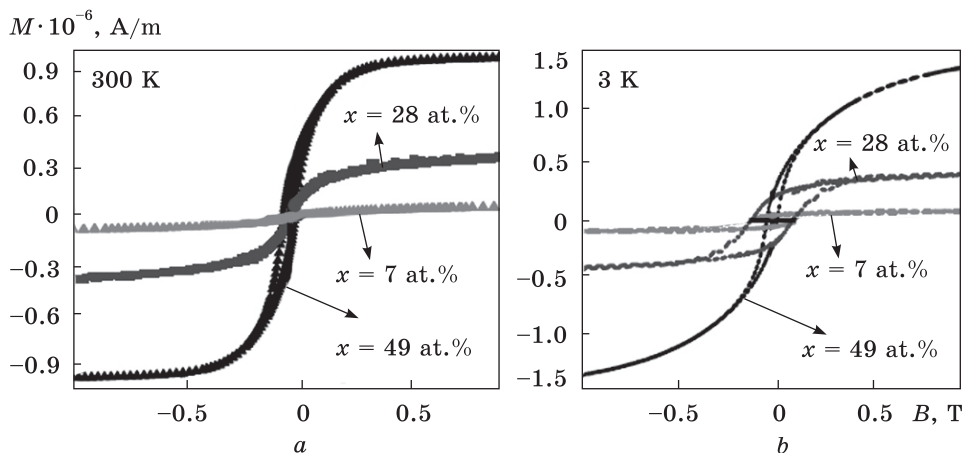 M·10⁻⁶, A/m
300 K
0.9
0.6
0.3
0
−0.3
−0.6
−0.9
x = 28 at.%
x = 7 at.%
x = 49 at.%
−0.5 0 0.5
a
3 K
1.5
1.0
0.5
0
−0.5
−1.0
−1.5
x = 28 at.%
x = 7 at.%
x = 49 at.%
−0.5 0 0.5 B, T
b